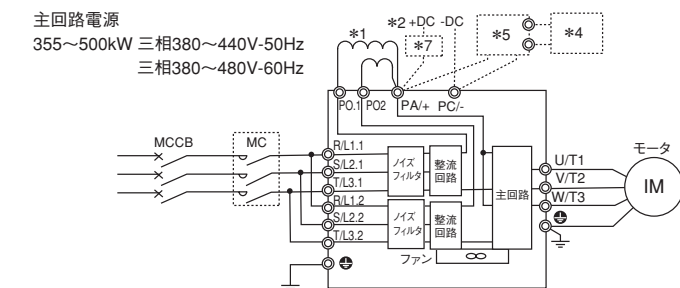 主回路電源
355～500kW 三相380～440V-50Hz
三相380～480V-60Hz
*1
*2 +DC -DC
*7
*5
*4
PO.1 PO2 PA/+ PC/-
MCCB
MC
R/L1.1
S/L2.1
T/L3.1
R/L1.2
S/L2.2
T/L3.2
ノイズ
フィルタ
整流
回路
ノイズ
フィルタ
整流
回路
主回路
ファン
U/T1
V/T2
W/T3
モータ
IM